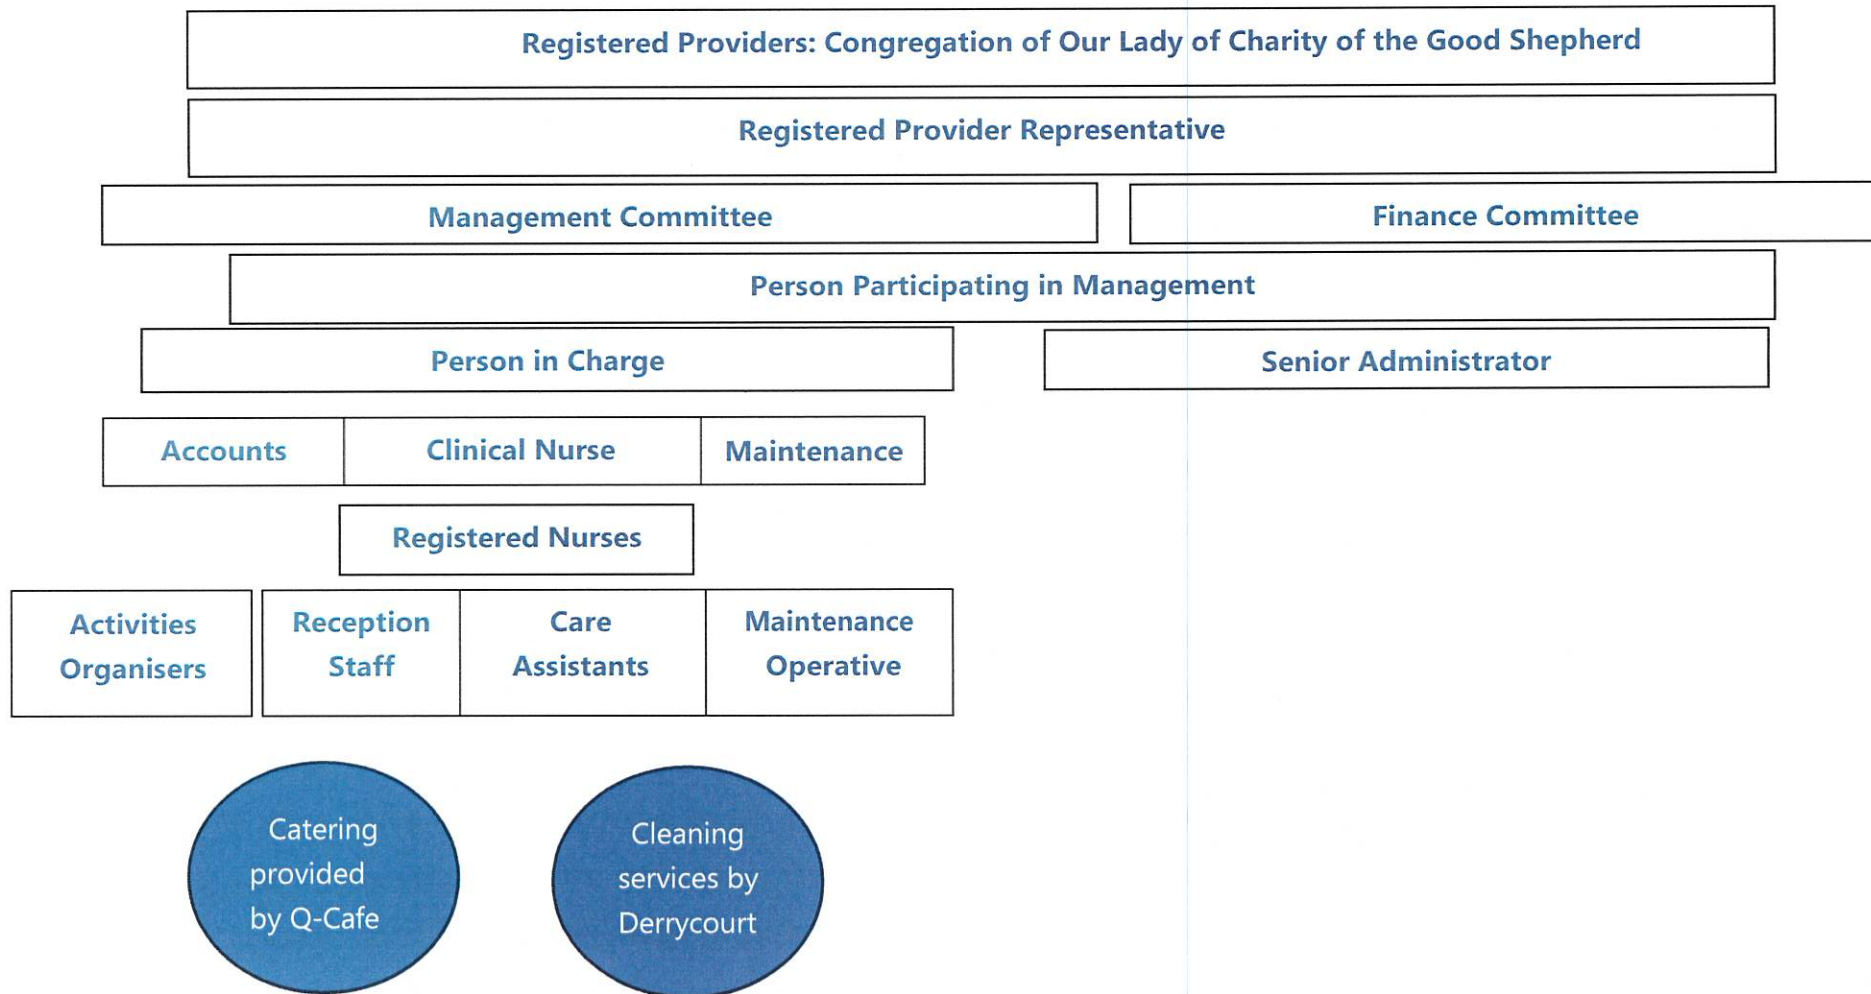 Registered Providers: Congregation of Our Lady of Charity of the Good Shepherd
Registered Provider Representative
Management Committee
Finance Committee
Person Participating in Management
Person in Charge
Senior Administrator
Accounts
Clinical Nurse
Maintenance
Registered Nurses
Activities
Organisers
Reception
Staff
Care
Assistants
Maintenance
Operative
Catering
provided
by Q-Cafe
Cleaning
services by
Derrycourt